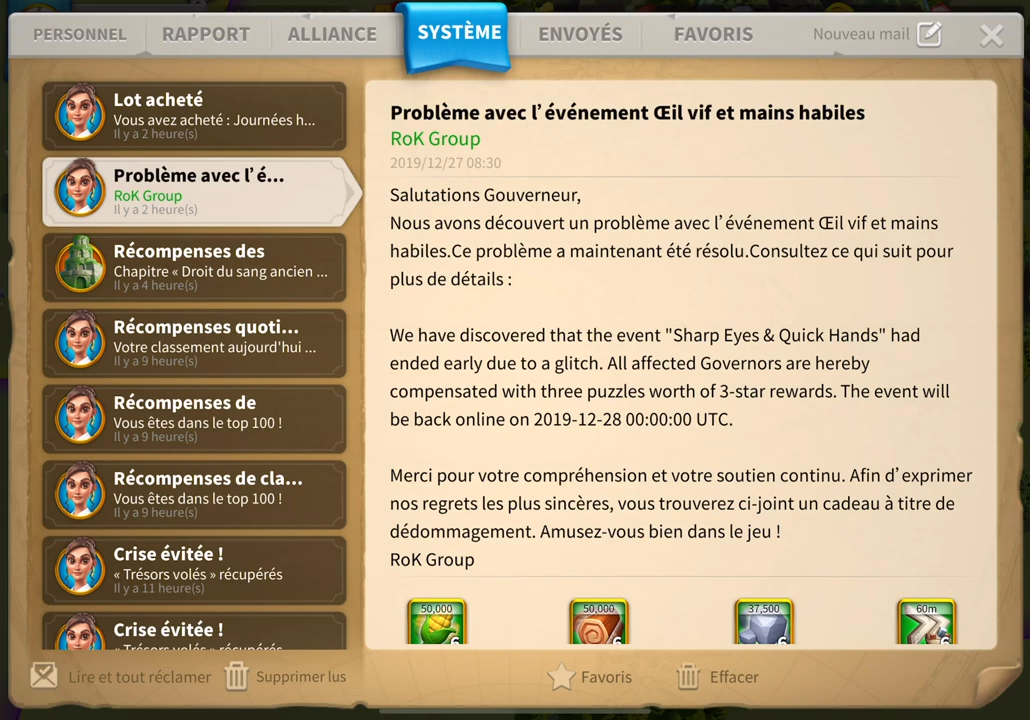 PERSONNEL
RAPPORT
ALLIANCE
SYSTÈME
ENVOYÉS
FAVORIS
Nouveau mail
Lot acheté
Vous avez acheté : Journées h...
Il y a 2 heure(s)
Problème avec l'é...
RoK Group
Il y a 2 heure(s)
Récompenses des
Chapitre « Droit du sang ancien ...
Il y a 4 heure(s)
Récompenses quoti...
Votre classement aujourd'hui ...
Il y a 9 heure(s)
Récompenses de
Vous êtes dans le top 100 !
Il y a 9 heure(s)
Récompenses de cla...
Vous êtes dans le top 100 !
Il y a 9 heure(s)
Crise évitée !
« Trésors volés » récupérés
Il y a 11 heure(s)
Crise évitée !
« Trésors volés » récupérés
Problème avec l'événement Œil vif et mains habiles
RoK Group
2019/12/27 08:30
Salutations Gouverneur,
Nous avons découvert un problème avec l'événement Œil vif et mains
habiles.Ce problème a maintenant été résolu.Consultez ce qui suit pour
plus de détails :
We have discovered that the event "Sharp Eyes & Quick Hands" had
ended early due to a glitch. All affected Governors are hereby
compensated with three puzzles worth of 3-star rewards. The event will
be back online on 2019-12-28 00:00:00 UTC.
Merci pour votre compréhension et votre soutien continu. Afin d'exprimer
nos regrets les plus sincères, vous trouverez ci-joint un cadeau à titre de
dédommagement. Amusez-vous bien dans le jeu !
RoK Group
50,000
50,000
37,500
60m
6
6
6
6
Lire et tout réclamer
Supprimer lus
Favoris
Effacer